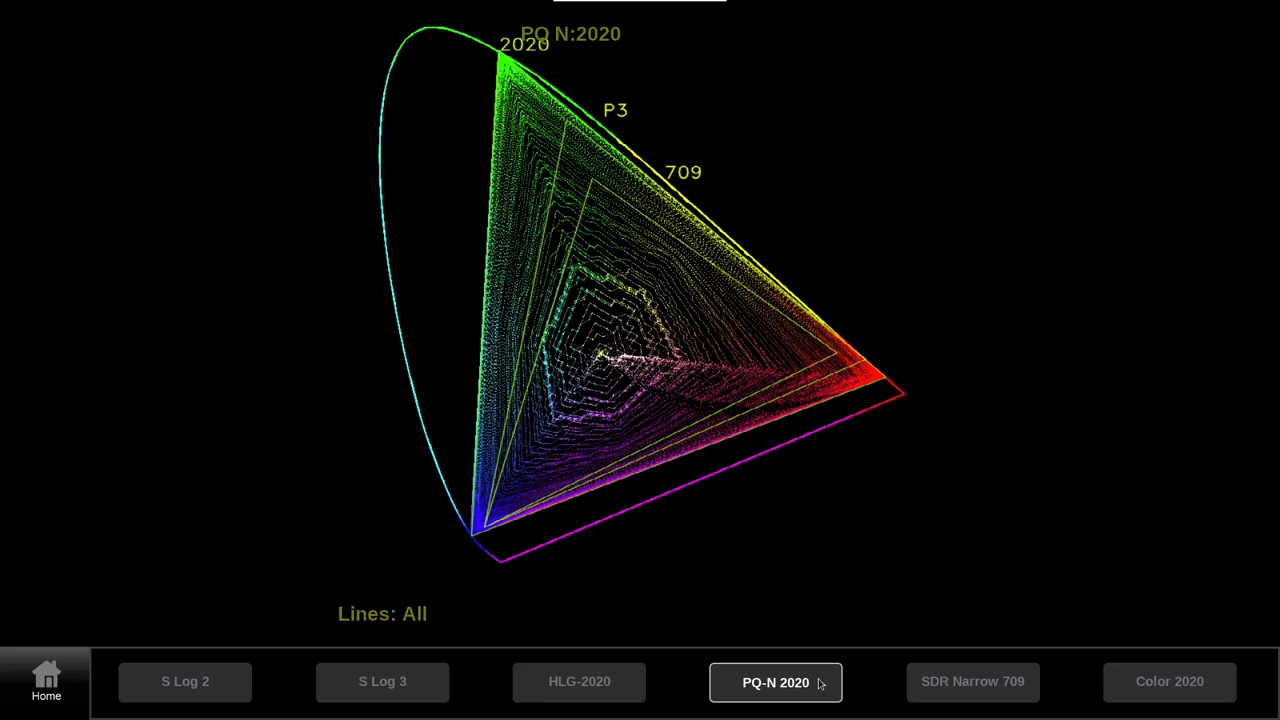 PQ N:2020
2020
P3
709
Lines: All
Home
S Log 2
S Log 3
HLG-2020
PQ-N 2020
SDR Narrow 709
Color 2020